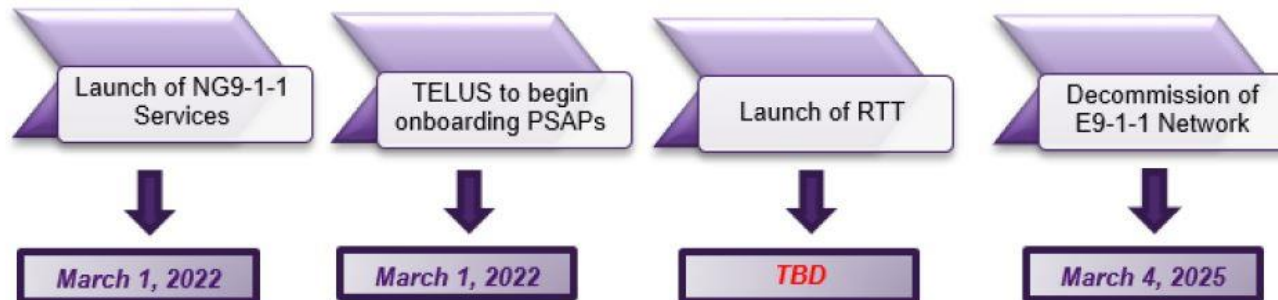 Launch of NG9-1-1
Services
TELUS to begin
onboarding PSAPs
Launch of RTT
Decommission of
E9-1-1 Network
March 1, 2022
March 1, 2022
TBD
March 4, 2025